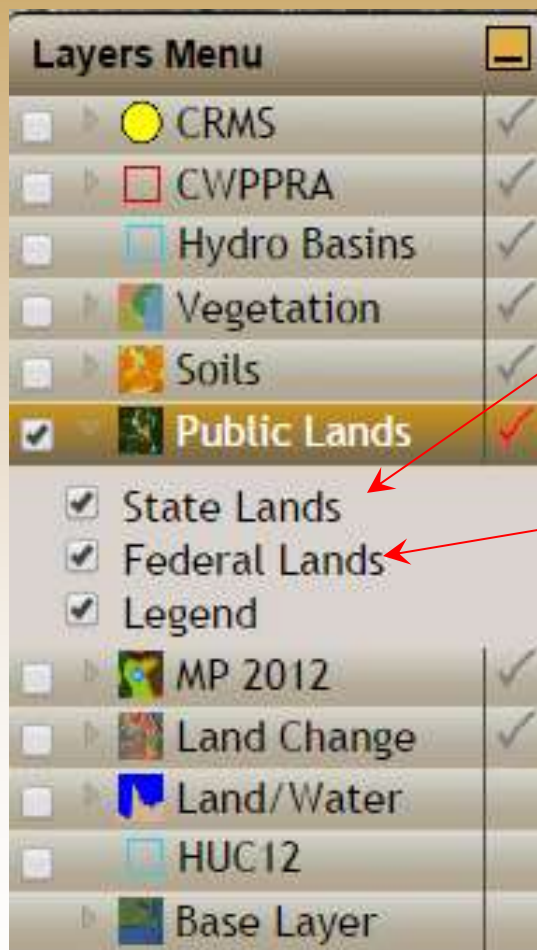 Layers Menu
CRMS
CWPPRA
Hydro Basins
Vegetation
Soils
Public Lands
State Lands
Federal Lands
Legend
MP 2012
Land Change
Land/Water
HUC12
Base Layer